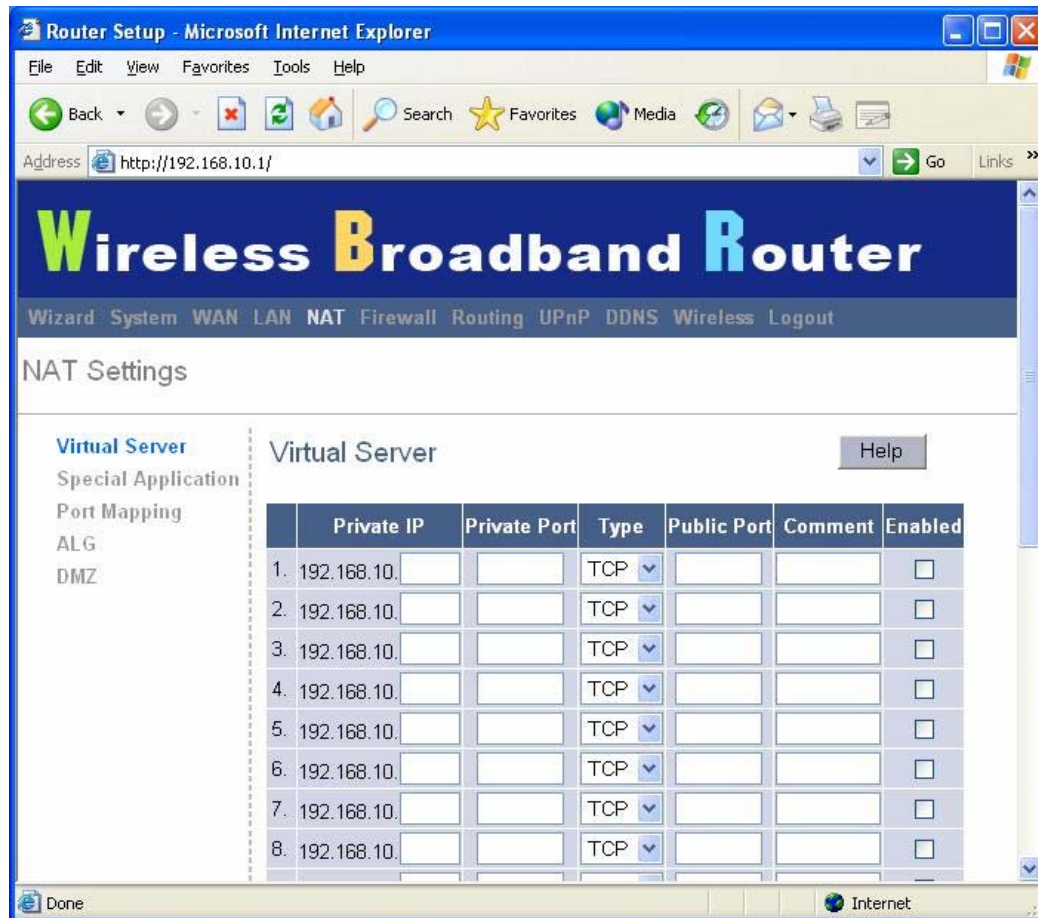 Router Setup - Microsoft Internet Explorer
File Edit View Favorites Tools Help
Back Search Favorites Media
Address http://192.168.10.1/ Go Links »
Wireless Broadband Router
Wizard System WAN LAN NAT Firewall Routing UPnP DDNS Wireless Logout
NAT Settings
Virtual Server
Special Application
Port Mapping
ALG
DMZ
Virtual Server Help
Private IP Private Port Type Public Port Comment Enabled
1. 192.168.10. TCP
2. 192.168.10. TCP
3. 192.168.10. TCP
4. 192.168.10. TCP
5. 192.168.10. TCP
6. 192.168.10. TCP
7. 192.168.10. TCP
8. 192.168.10. TCP
Done Internet